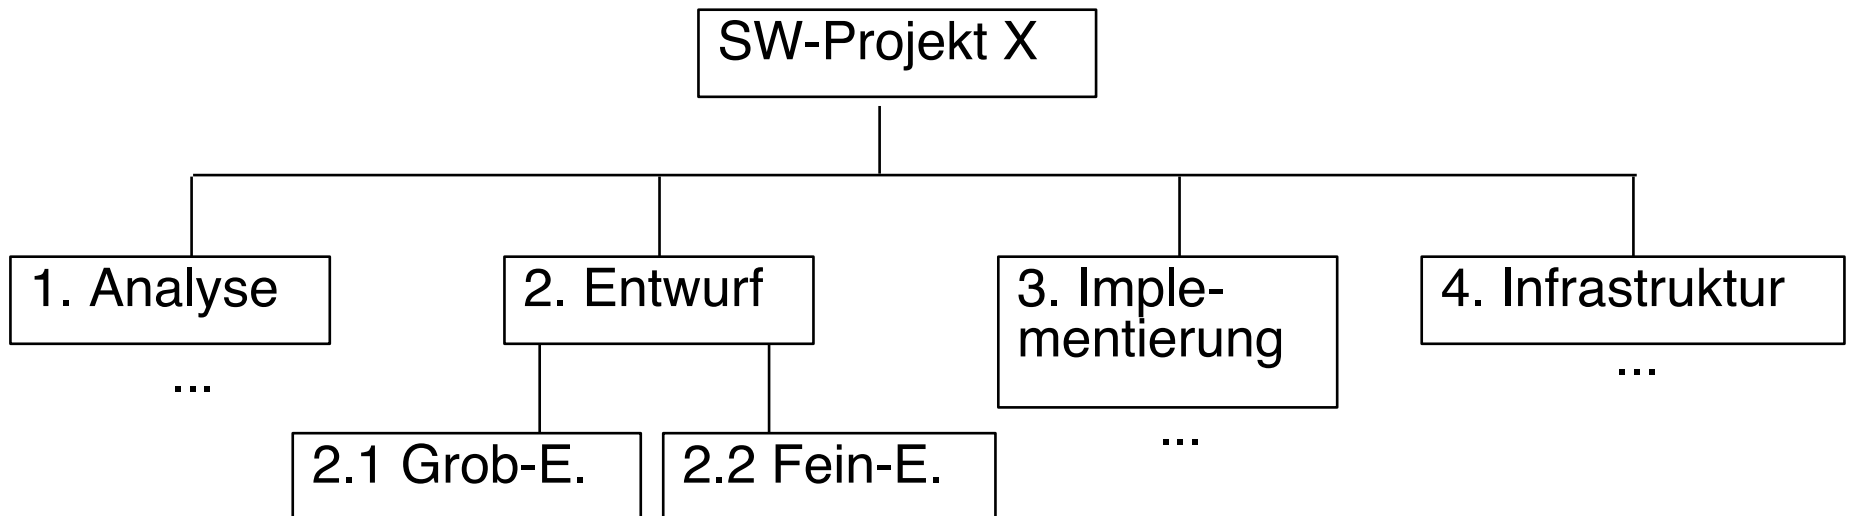 SW-Projekt X
1. Analyse
2. Entwurf
3. Imple-
mentierung
4. Infrastruktur
...
...
...
2.1 Grob-E.
2.2 Fein-E.